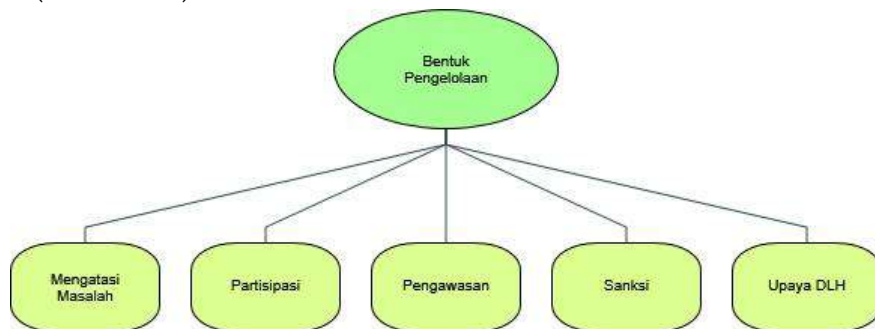 Bentuk
Pengelolaan
Mengatasi
Masalah
Partisipasi
Pengawasan
Sanksi
Upaya DLH